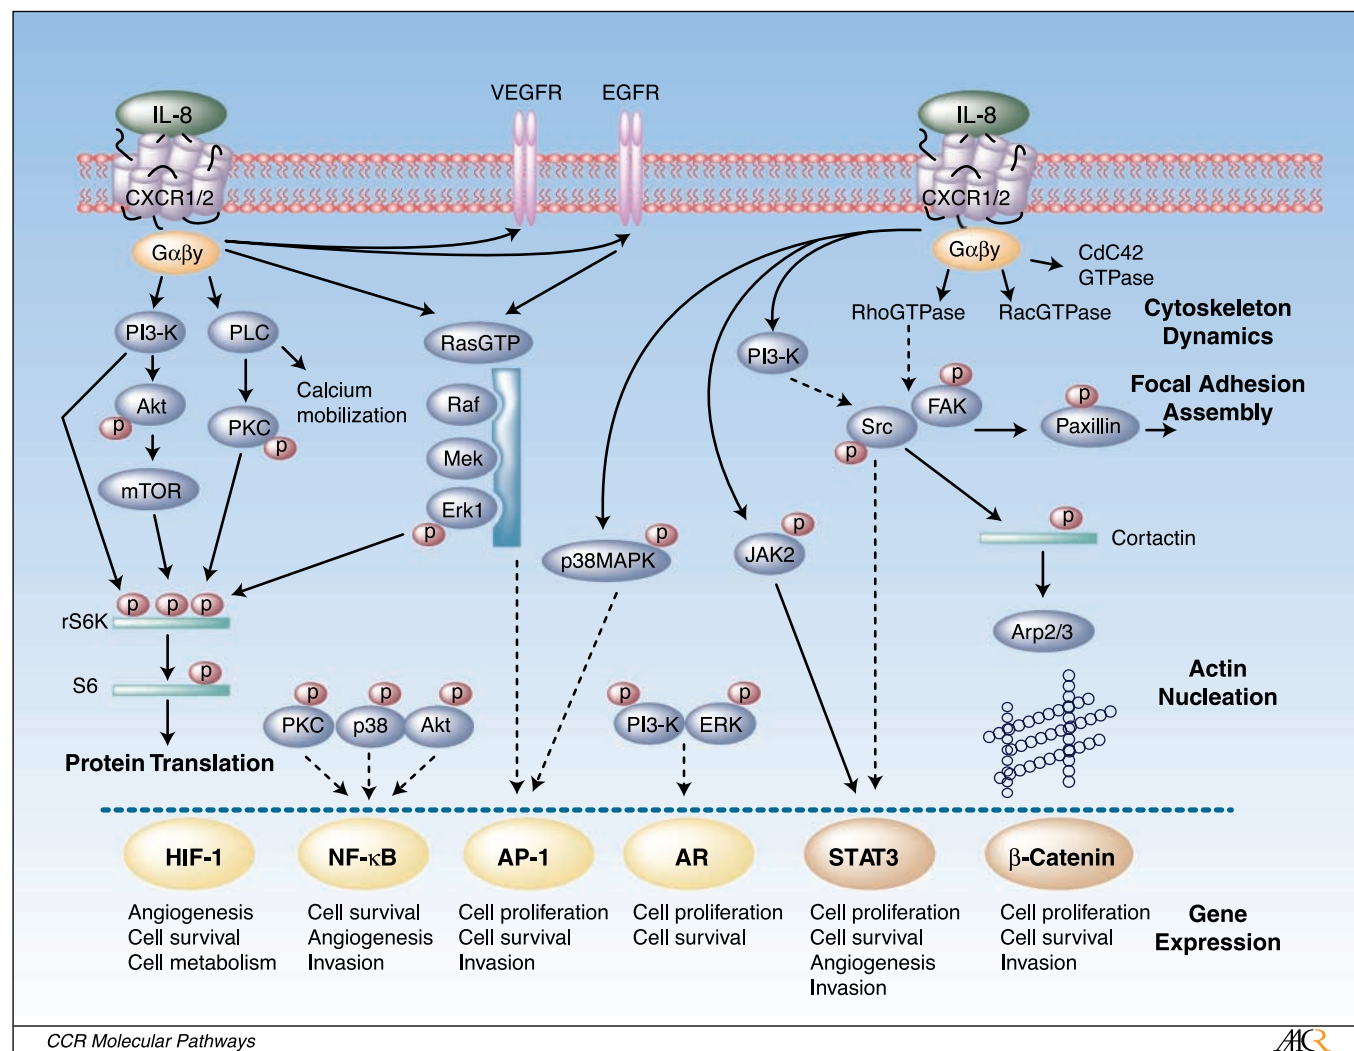 VEGFR
EGFR
IL-8
CXCR1/2
Gαβy
IL-8
CXCR1/2
Gαβy
CdC42
GTPase
RhoGTPase
RacGTPase
Cytoskeleton
Dynamics
PI3-K
PLC
RasGTP
PI3-K
Calcium
mobilization
Akt
p
PKC
p
Raf
Mek
Erk1
p
mTOR
p
FAK
Src
p
p
Paxillin
Focal Adhesion
Assembly
p
p38MAPK
p
JAK2
p
Cortactin
Arp2/3
p p p
rS6K
p
S6
Protein Translation
p p p
PKC p38 Akt
p p
PI3-K ERK
Actin
Nucleation
HIF-1
Angiogenesis
Cell survival
Cell metabolism
NF-κB
Cell survival
Angiogenesis
Invasion
AP-1
Cell proliferation
Cell survival
Invasion
AR
Cell proliferation
Cell survival
STAT3
Cell proliferation
Cell survival
Angiogenesis
Invasion
β-Catenin
Cell proliferation
Cell survival
Invasion
Gene
Expression
CCR Molecular Pathways
AACR